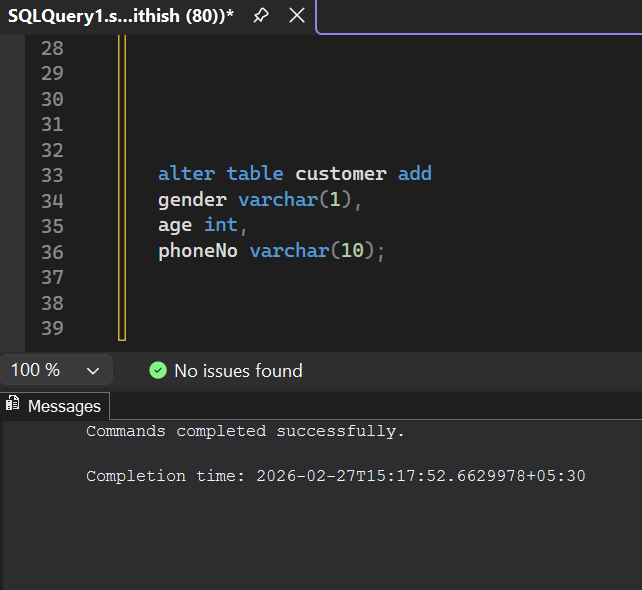 SQLQuery1.s...ithish (80))*
28
29
30
31
32
33 alter table customer add
34 gender varchar(1),
35 age int,
36 phoneNo varchar(10);
37
38
39
100 %
No issues found
Messages
Commands completed successfully.
Completion time: 2026-02-27T15:17:52.6629978+05:30